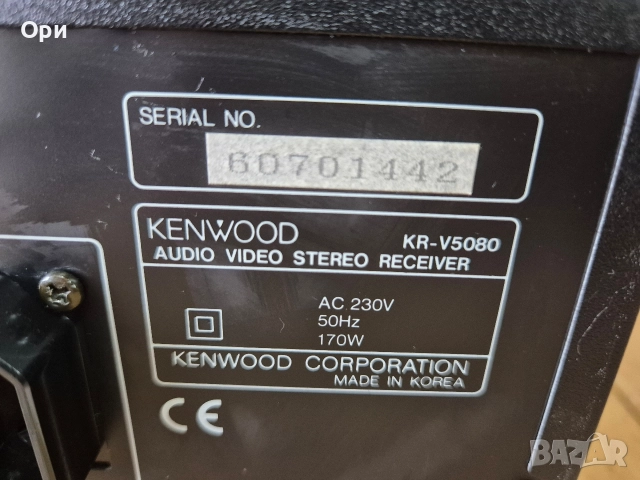 Ори
SERIAL NO.
60701442
KENWOOD KR-V5080
AUDIO VIDEO STEREO RECEIVER
AC 230V
50Hz
170W
KENWOOD CORPORATION
MADE IN KOREA
CE
BAZAR